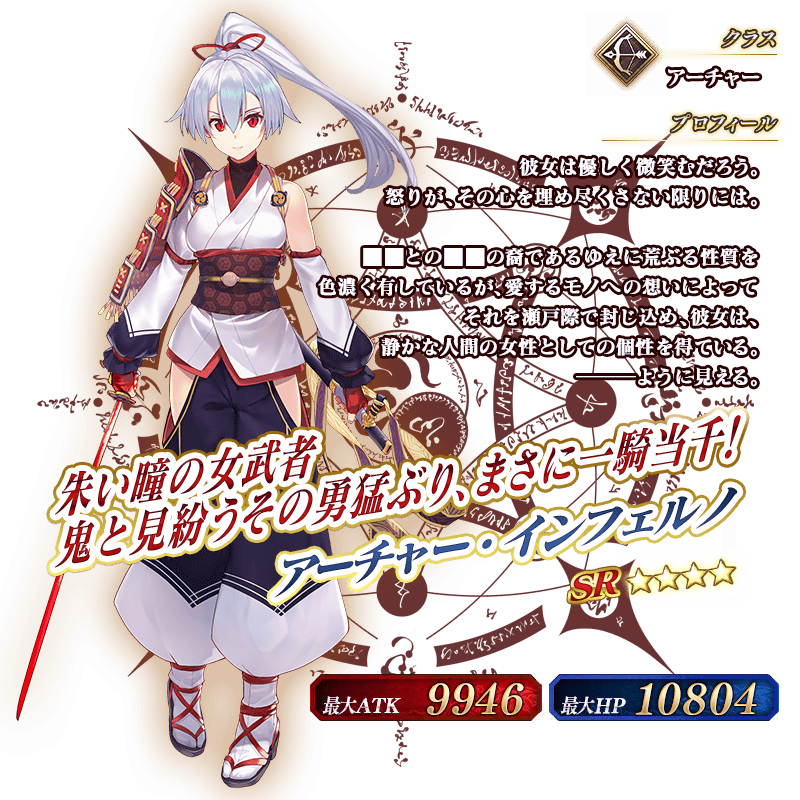 クラス
アーチャー
プロフィール
彼女は優しく微笑むだろう。
怒りが、その心を埋め尽くさない限りには。
■■との■■の裔であるゆえに荒ぶる性質を
色濃く有しているが、愛するモノへの想いによって
それを瀬戸際で封じ込め、彼女は、
静かな人間の女性としての個性を得ている。
────ように見える。
朱い瞳の女武者
鬼と見紛うその勇猛ぶり、まさに一騎当千!
アーチャー・インフェルノ
SR ☆☆☆☆
最大ATK 9946
最大HP 10804